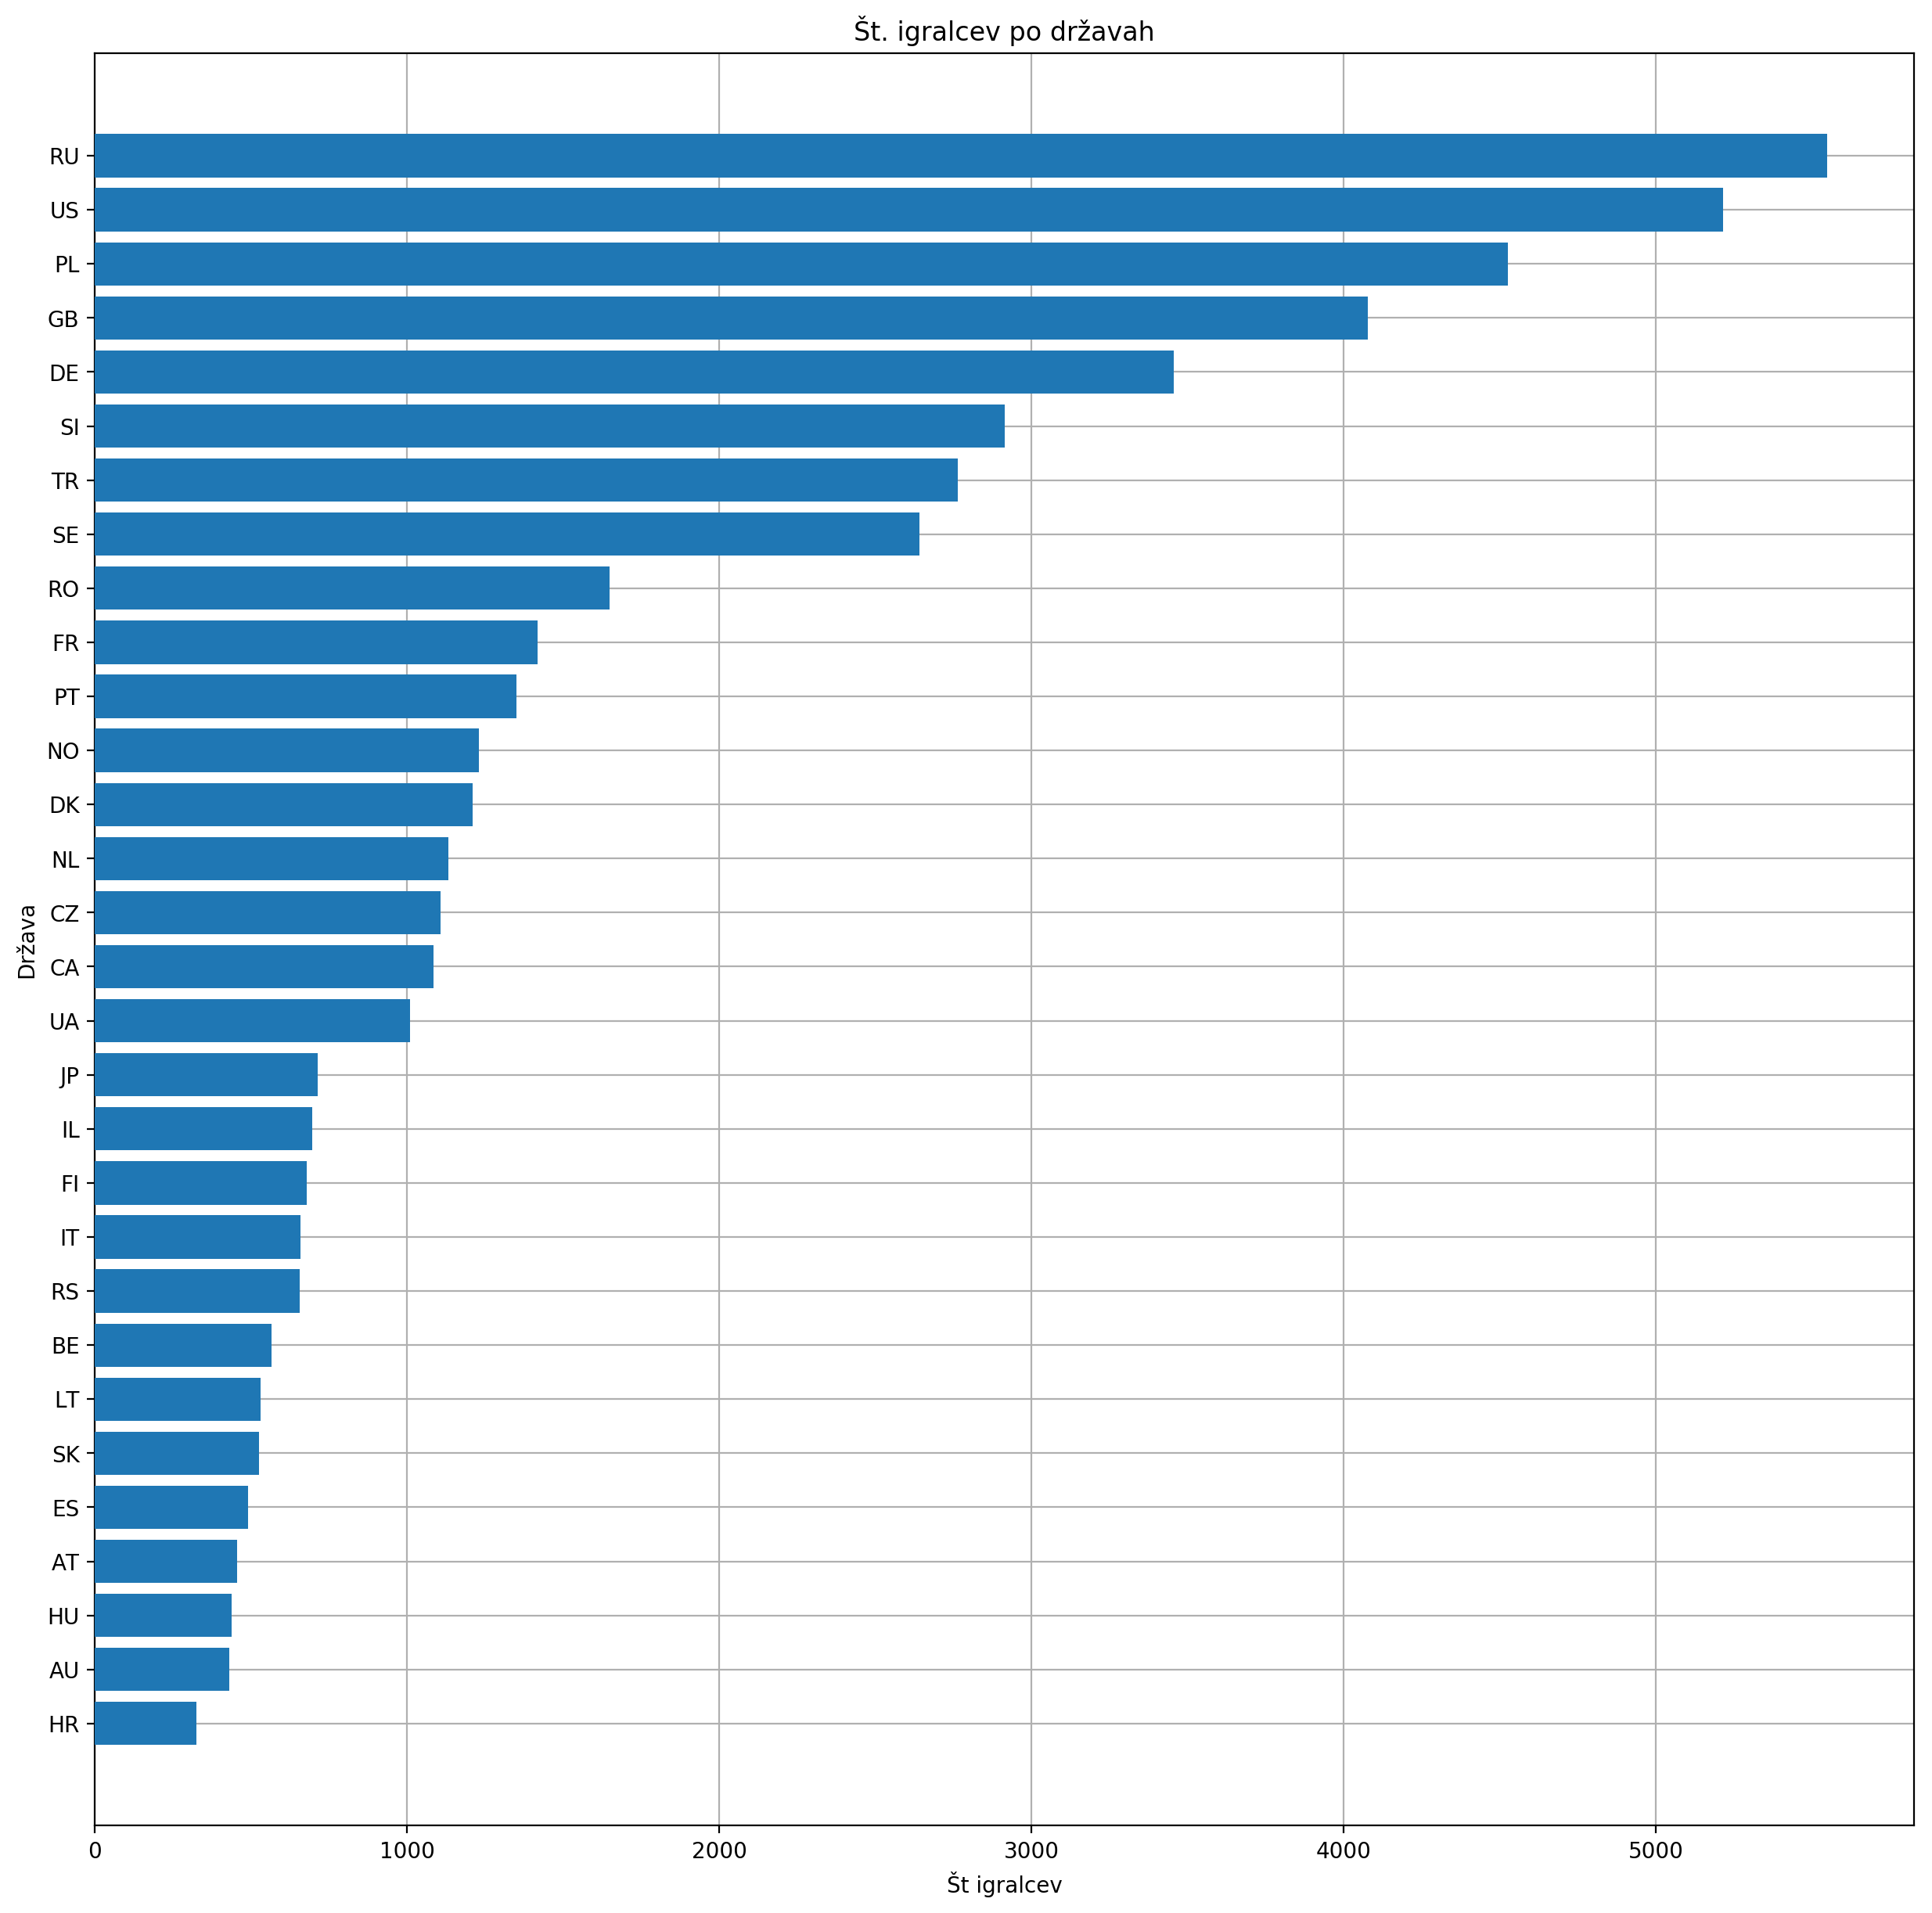 Št. igralcev po državah
RU
US
PL
GB
DE
SI
TR
SE
RO
FR
PT
NO
DK
NL
CZ
CA
UA
JP
IL
FI
IT
RS
BE
LT
SK
ES
AT
HU
AU
HR
Država
0 1000 2000 3000 4000 5000
Št igralcev